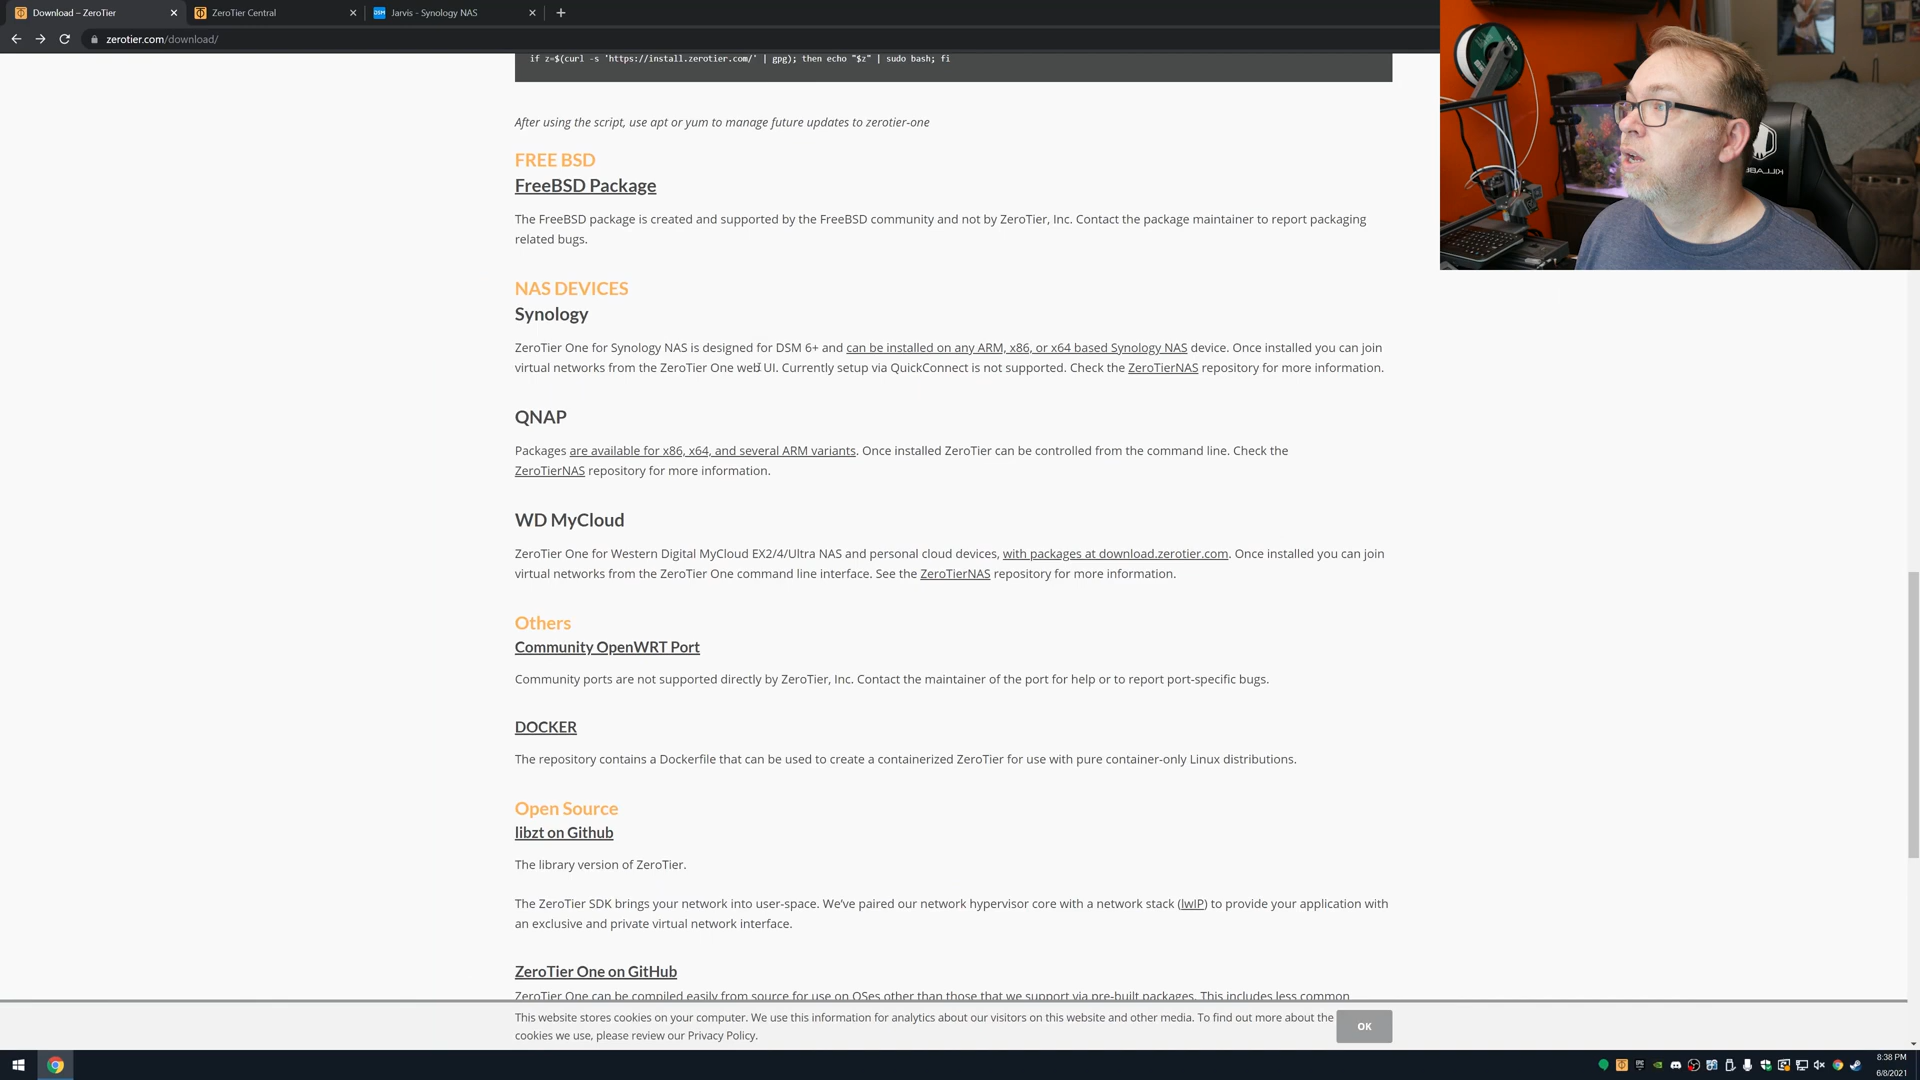 Download – ZeroTier
ZeroTier Central
DSM
Jarvis - Synology NAS
zerotier.com/download/
if z=$(curl -s 'https://install.zerotier.com/' | gpg); then echo "$z" | sudo bash; fi
After using the script, use apt or yum to manage future updates to zerotier-one
FREE BSD
FreeBSD Package
The FreeBSD package is created and supported by the FreeBSD community and not by ZeroTier, Inc. Contact the package maintainer to report packaging
related bugs.
NAS DEVICES
Synology
ZeroTier One for Synology NAS is designed for DSM 6+ and can be installed on any ARM, x86, or x64 based Synology NAS device. Once installed you can join
virtual networks from the ZeroTier One web UI. Currently setup via QuickConnect is not supported. Check the ZeroTierNAS repository for more information.
QNAP
Packages are available for x86, x64, and several ARM variants. Once installed ZeroTier can be controlled from the command line. Check the
ZeroTierNAS repository for more information.
WD MyCloud
ZeroTier One for Western Digital MyCloud EX2/4/Ultra NAS and personal cloud devices, with packages at download.zerotier.com. Once installed you can join
virtual networks from the ZeroTier One command line interface. See the ZeroTierNAS repository for more information.
Others
Community OpenWRT Port
Community ports are not supported directly by ZeroTier, Inc. Contact the maintainer of the port for help or to report port-specific bugs.
DOCKER
The repository contains a Dockerfile that can be used to create a containerized ZeroTier for use with pure container-only Linux distributions.
Open Source
libzt on Github
The library version of ZeroTier.
The ZeroTier SDK brings your network into user-space. We've paired our network hypervisor core with a network stack (lwIP) to provide your application with
an exclusive and private virtual network interface.
ZeroTier One on GitHub
ZeroTier One can be compiled easily from source for use on OSes other than those that we support via pre-built packages. This includes less common
This website stores cookies on your computer. We use this information for analytics about our visitors on this website and other media. To find out more about the
cookies we use, please review our Privacy Policy.
OK
8:38 PM
6/8/2021